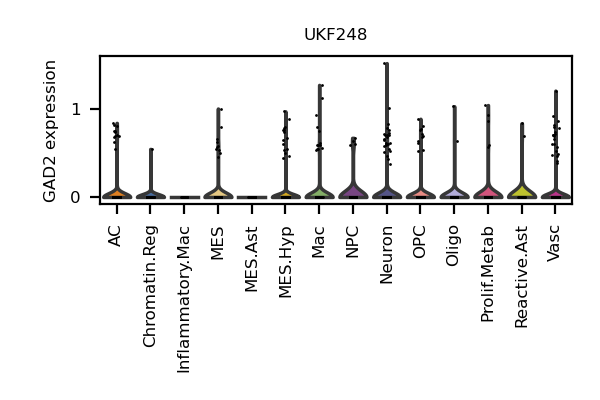 UKF248
GAD2 expression
1
0
AC
Chromatin.Reg
Inflammatory.Mac
MES
MES.Ast
MES.Hyp
Mac
NPC
Neuron
OPC
Oligo
Prolif.Metab
Reactive.Ast
Vasc